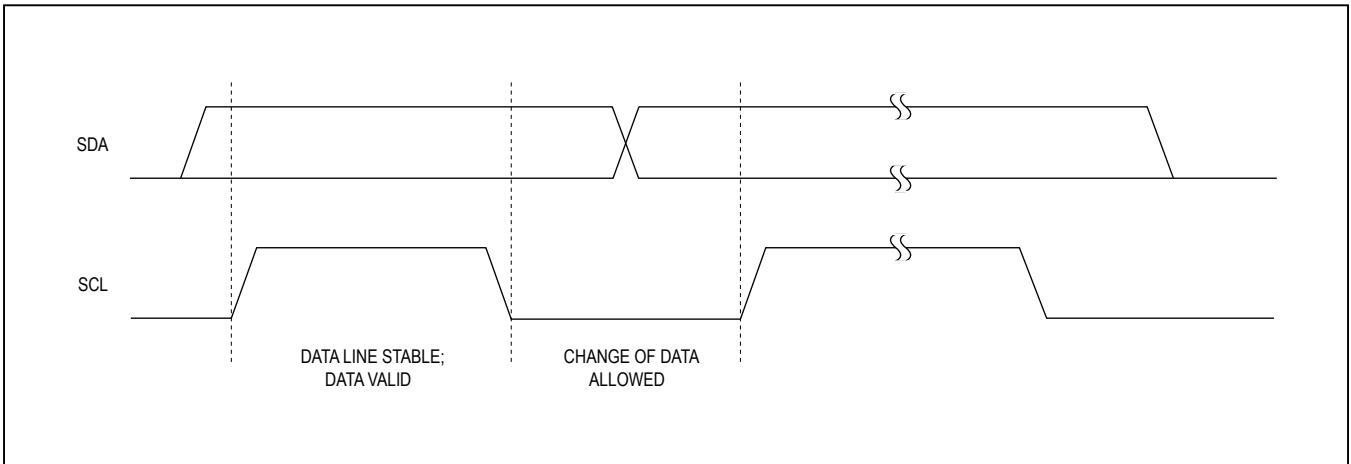 SDA
SCL
DATA LINE STABLE;
DATA VALID
CHANGE OF DATA
ALLOWED